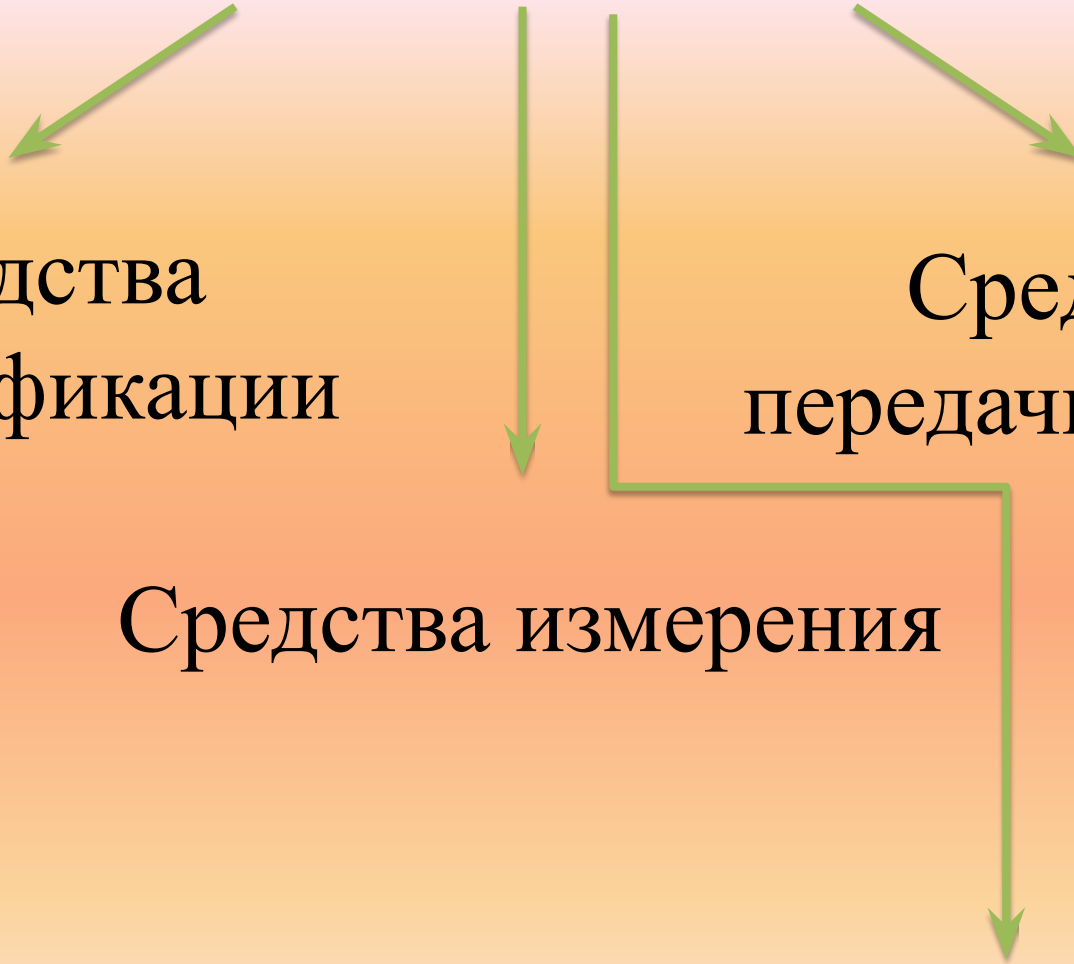 дства
фикации
Сред
передачи
Средства измерения